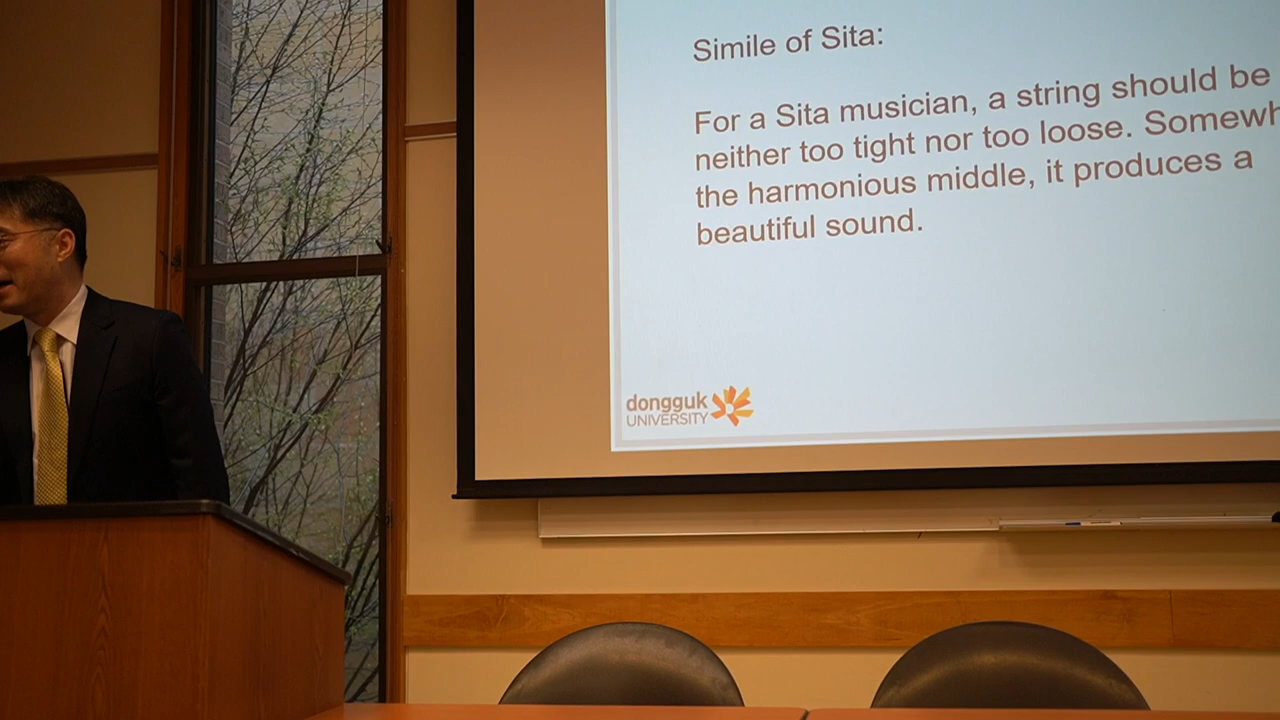 Simile of Sita:
For a Sita musician, a string should be
neither too tight nor too loose.
the harmonious middle, it produces a
beautiful sound.
dongguk
UNIVERSITY